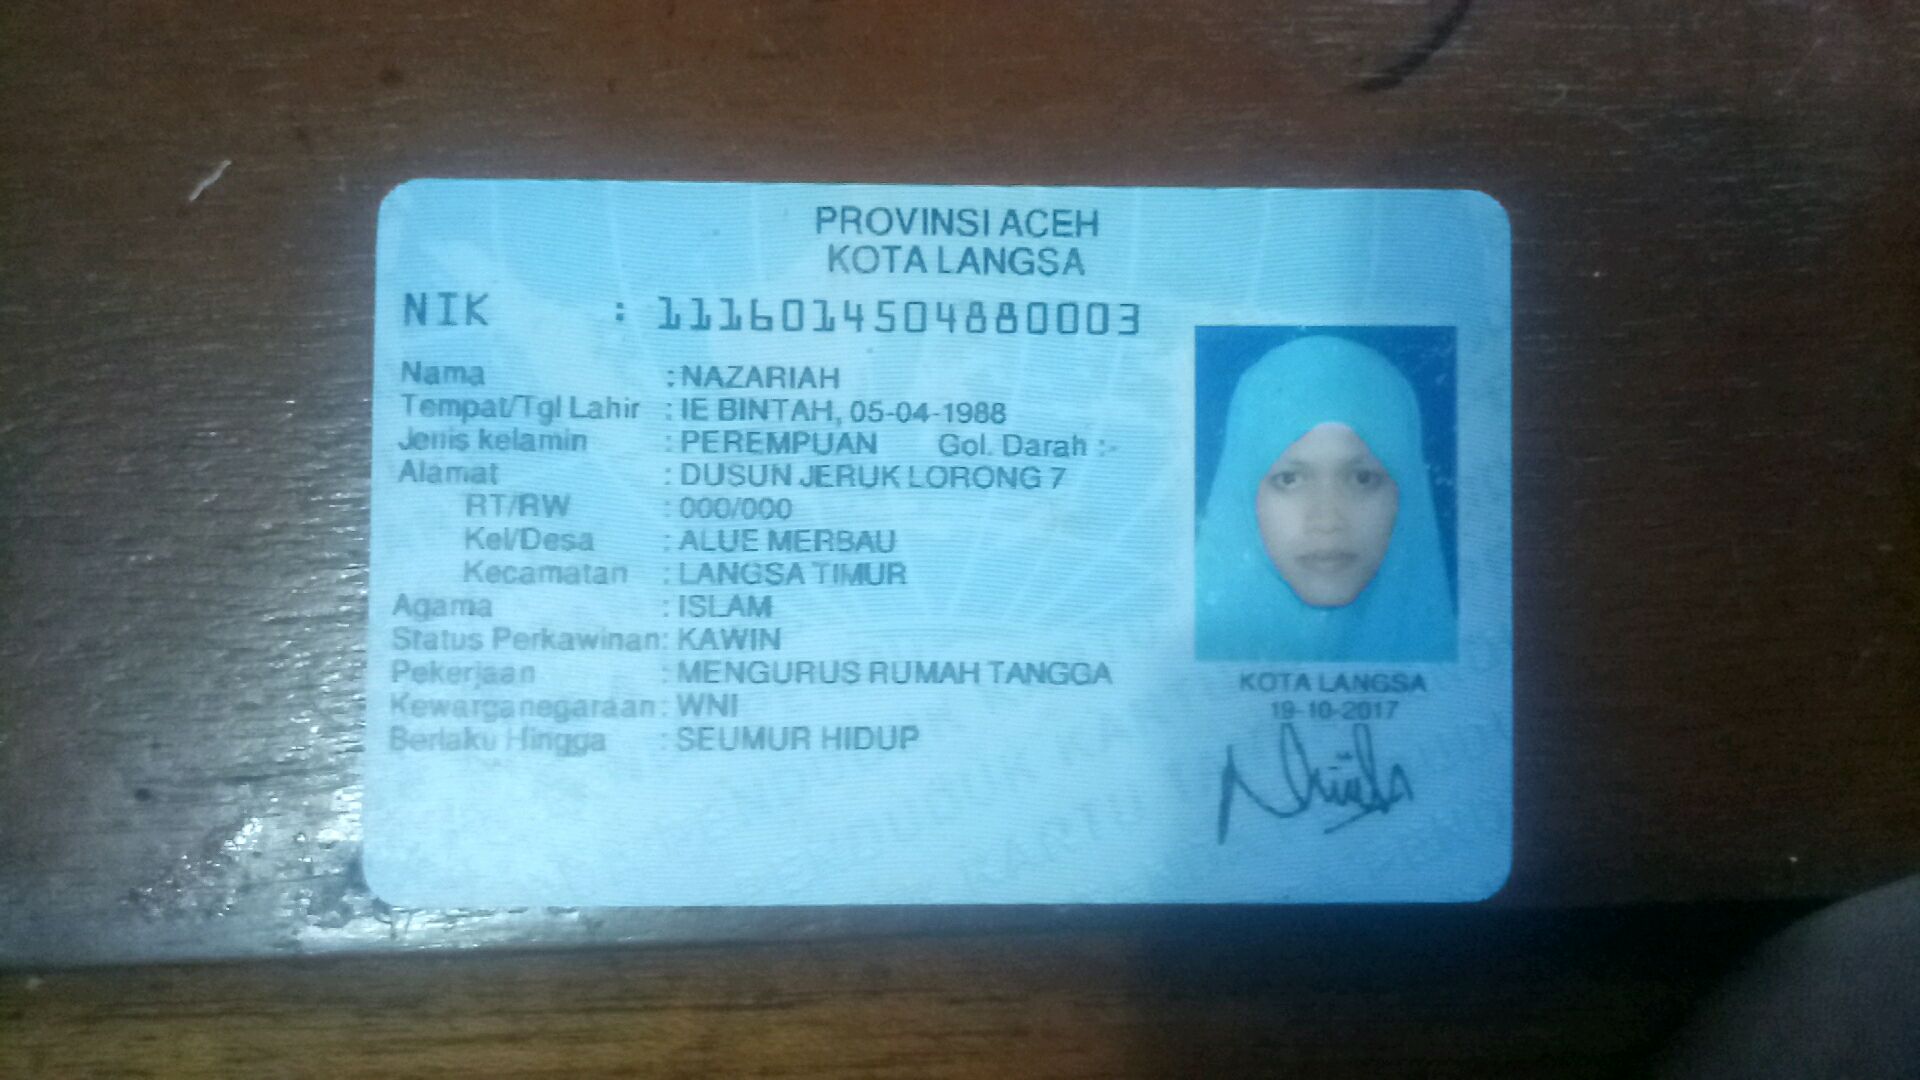 PROVINSI ACEH
KOTA LANGSA
NIK : 1116014504880003
Nama : NAZARIAH
Tempat/Tgl Lahir : IE BINTAH, 05-04-1988
Jenis kelamin : PEREMPUAN Gol. Darah :-
Alamat : DUSUN JERUK LORONG 7
RT/RW : 000/000
Kel/Desa : ALUE MERBAU
Kecamatan : LANGSA TIMUR
Agama : ISLAM
Status Perkawinan: KAWIN
Pekerjaan : MENGURUS RUMAH TANGGA
Kewarganegaraan: WNI
Berlaku Hingga : SEUMUR HIDUP
KOTA LANGSA
19-10-2017